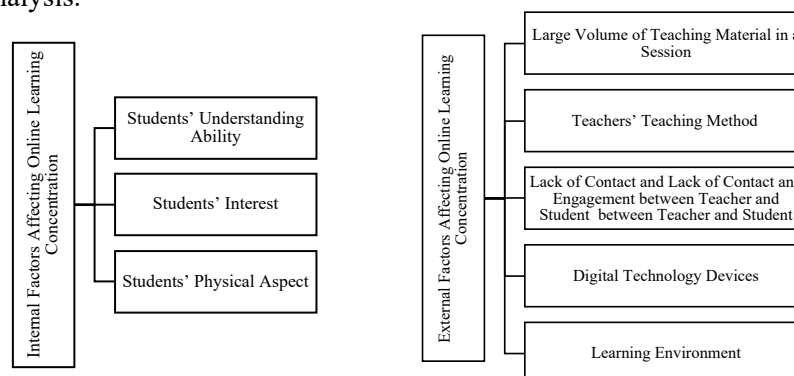 nalysis.
Internal Factors Affecting Online Learning
Concentration
Students’ Understanding
Ability
Students’ Interest
Students’ Physical Aspect
External Factors Affecting Online Learning
Concentration
Large Volume of Teaching Material in a
Session
Teachers’ Teaching Method
Lack of Contact and Lack of Contact an
Engagement between Teacher and
Student between Teacher and Student
Digital Technology Devices
Learning Environment